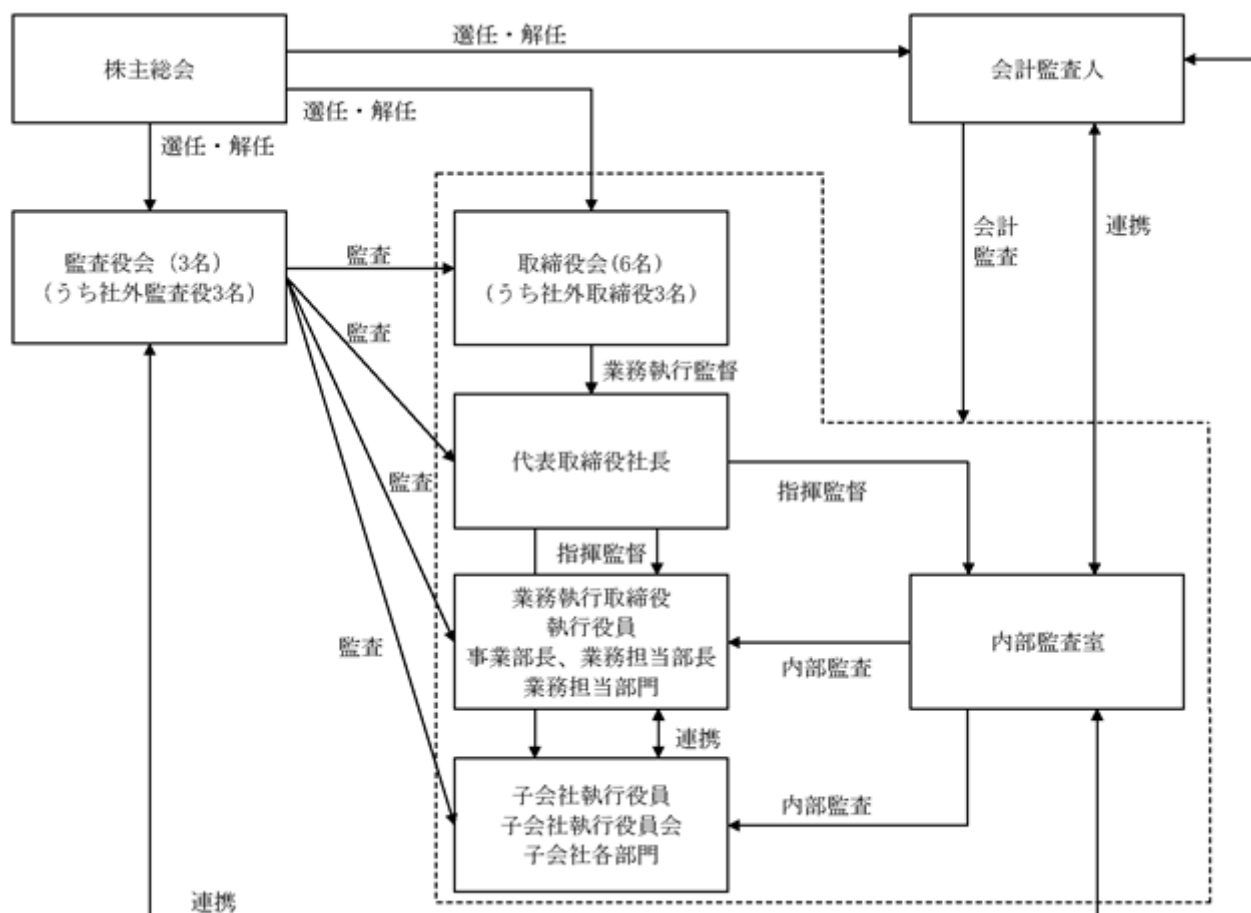 選任・解任
株主総会
会計監査人
選任・解任
選任・解任
監査役会 (3名)
(うち社外監査役3名)
監査
取締役会(6名)
(うち社外取締役3名)
会計
監査
連携
監査
業務執行監督
代表取締役社長
監査
指揮監督
指揮監督
業務執行取締役
執行役員
事業部長、業務担当部長
業務担当部門
監査
内部監査
内部監査室
連携
子会社執行役員
子会社執行役員会
子会社各部門
内部監査
連携